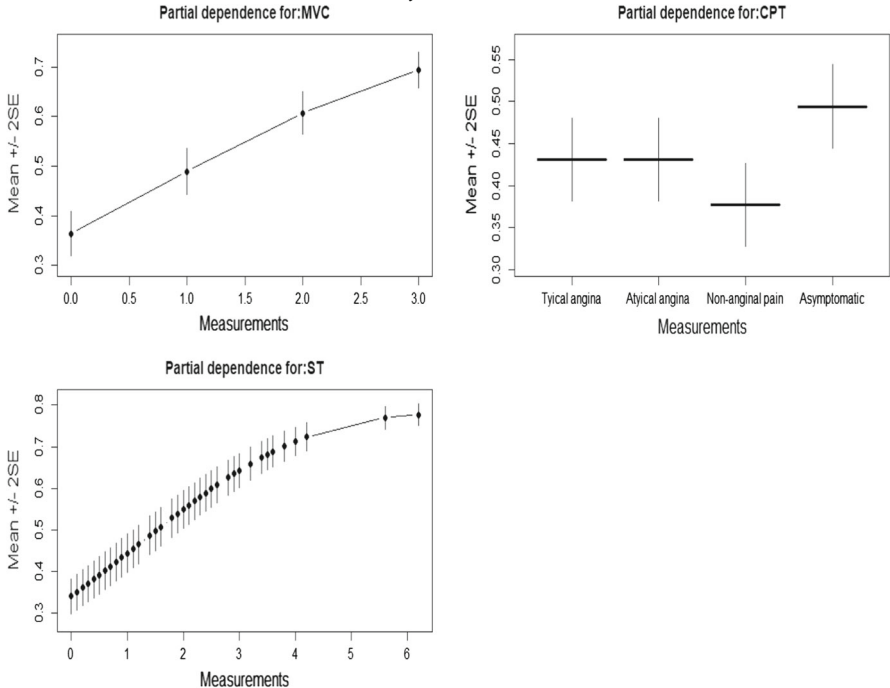 Partial dependence for:MVC
Mean +/- 2SE
0.7
0.6
0.5
0.4
0.3
0.0 0.5 1.0 1.5 2.0 2.5 3.0
Measurements
Partial dependence for:CPT
Mean +/- 2SE
0.55
0.50
0.45
0.40
0.35
0.30
Tyical angina Atyical angina Non-anginal pain Asymptomatic
Measurements
Partial dependence for:ST
Mean +/- 2SE
0.8
0.7
0.6
0.5
0.4
0.3
0 1 2 3 4 5 6
Measurements